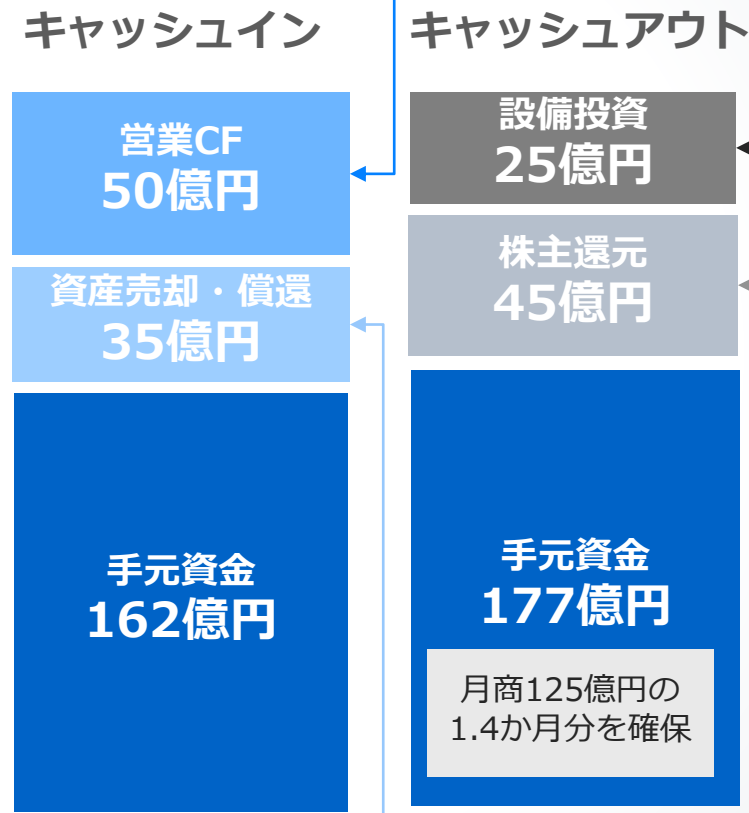 キャッシュイン
キャッシュアウト
営業CF
50億円
資産売却・償還
35億円
手元資金
162億円
設備投資
25億円
株主還元
45億円
手元資金
177億円
月商125億円の
1.4か月分を確保